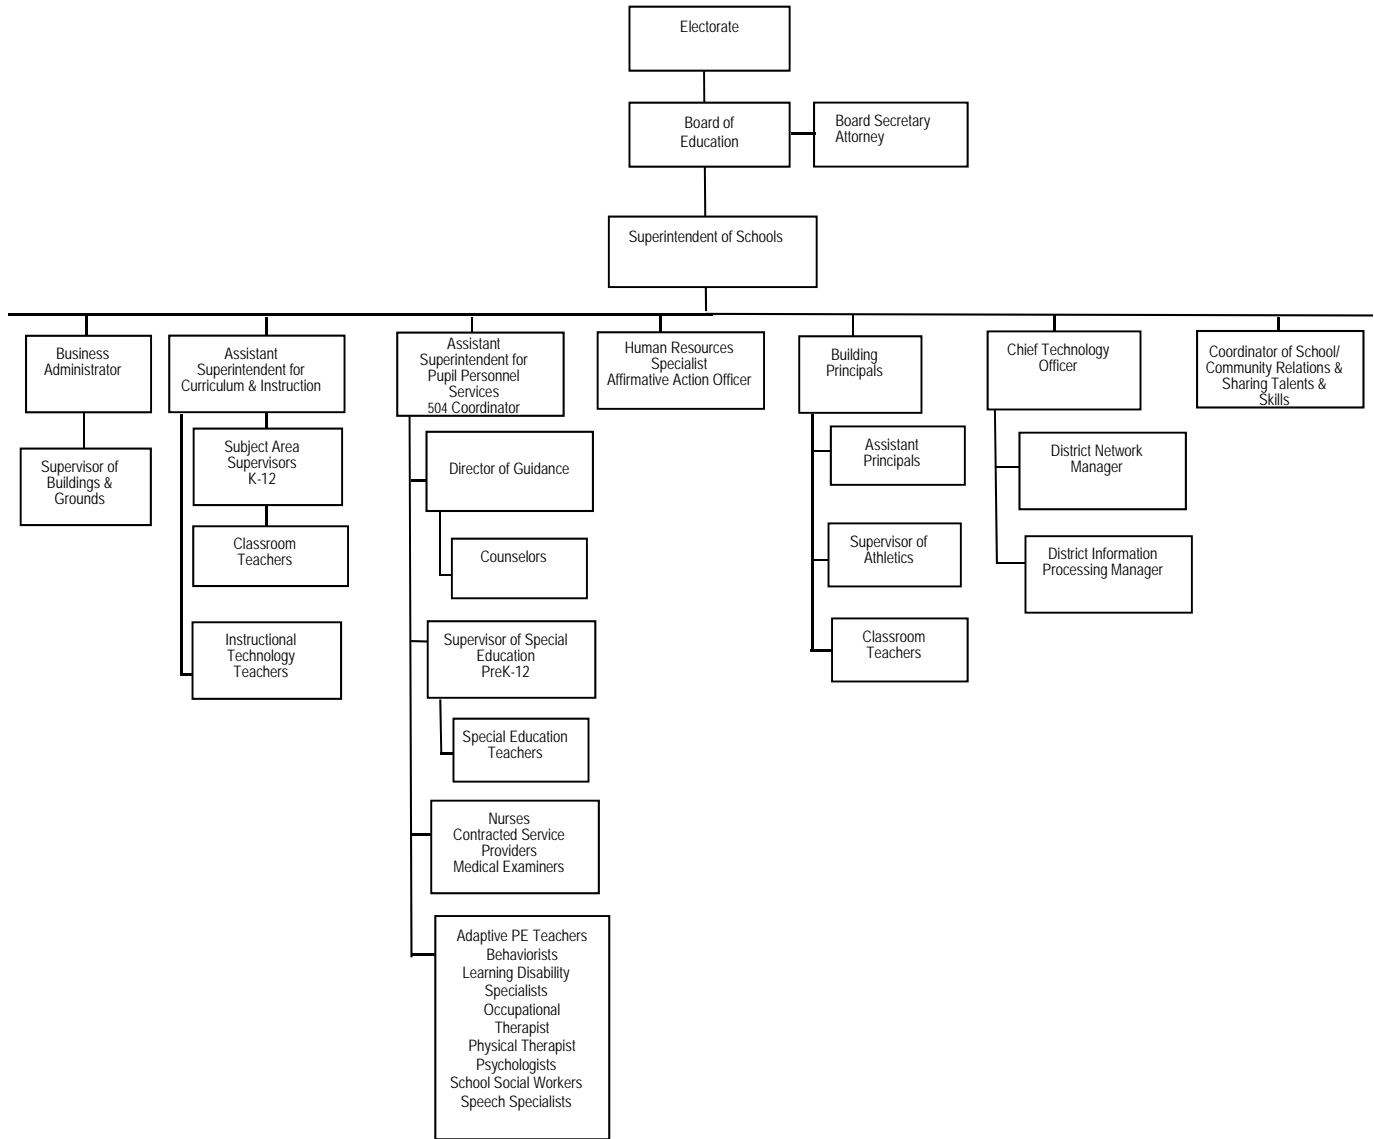 Electorate
Board of
Education
Board Secretary
Attorney
Superintendent of Schools
Business
Administrator
Supervisor of
Buildings &
Grounds
Assistant
Superintendent for
Curriculum & Instruction
Subject Area
Supervisors
K-12
Classroom
Teachers
Instructional
Technology
Teachers
Assistant
Superintendent for
Pupil Personnel
Services
504 Coordinator
Director of Guidance
Counselors
Supervisor of Special
Education
PreK-12
Special Education
Teachers
Nurses
Contracted Service
Providers
Medical Examiners
Adaptive PE Teachers
Behaviorists
Learning Disability
Specialists
Occupational
Therapist
Physical Therapist
Psychologists
School Social Workers
Speech Specialists
Human Resources
Specialist
Affirmative Action Officer
Building
Principals
Assistant
Principals
Supervisor of
Athletics
Classroom
Teachers
Chief Technology
Officer
District Network
Manager
District Information
Processing Manager
Coordinator of School/
Community Relations &
Sharing Talents &
Skills